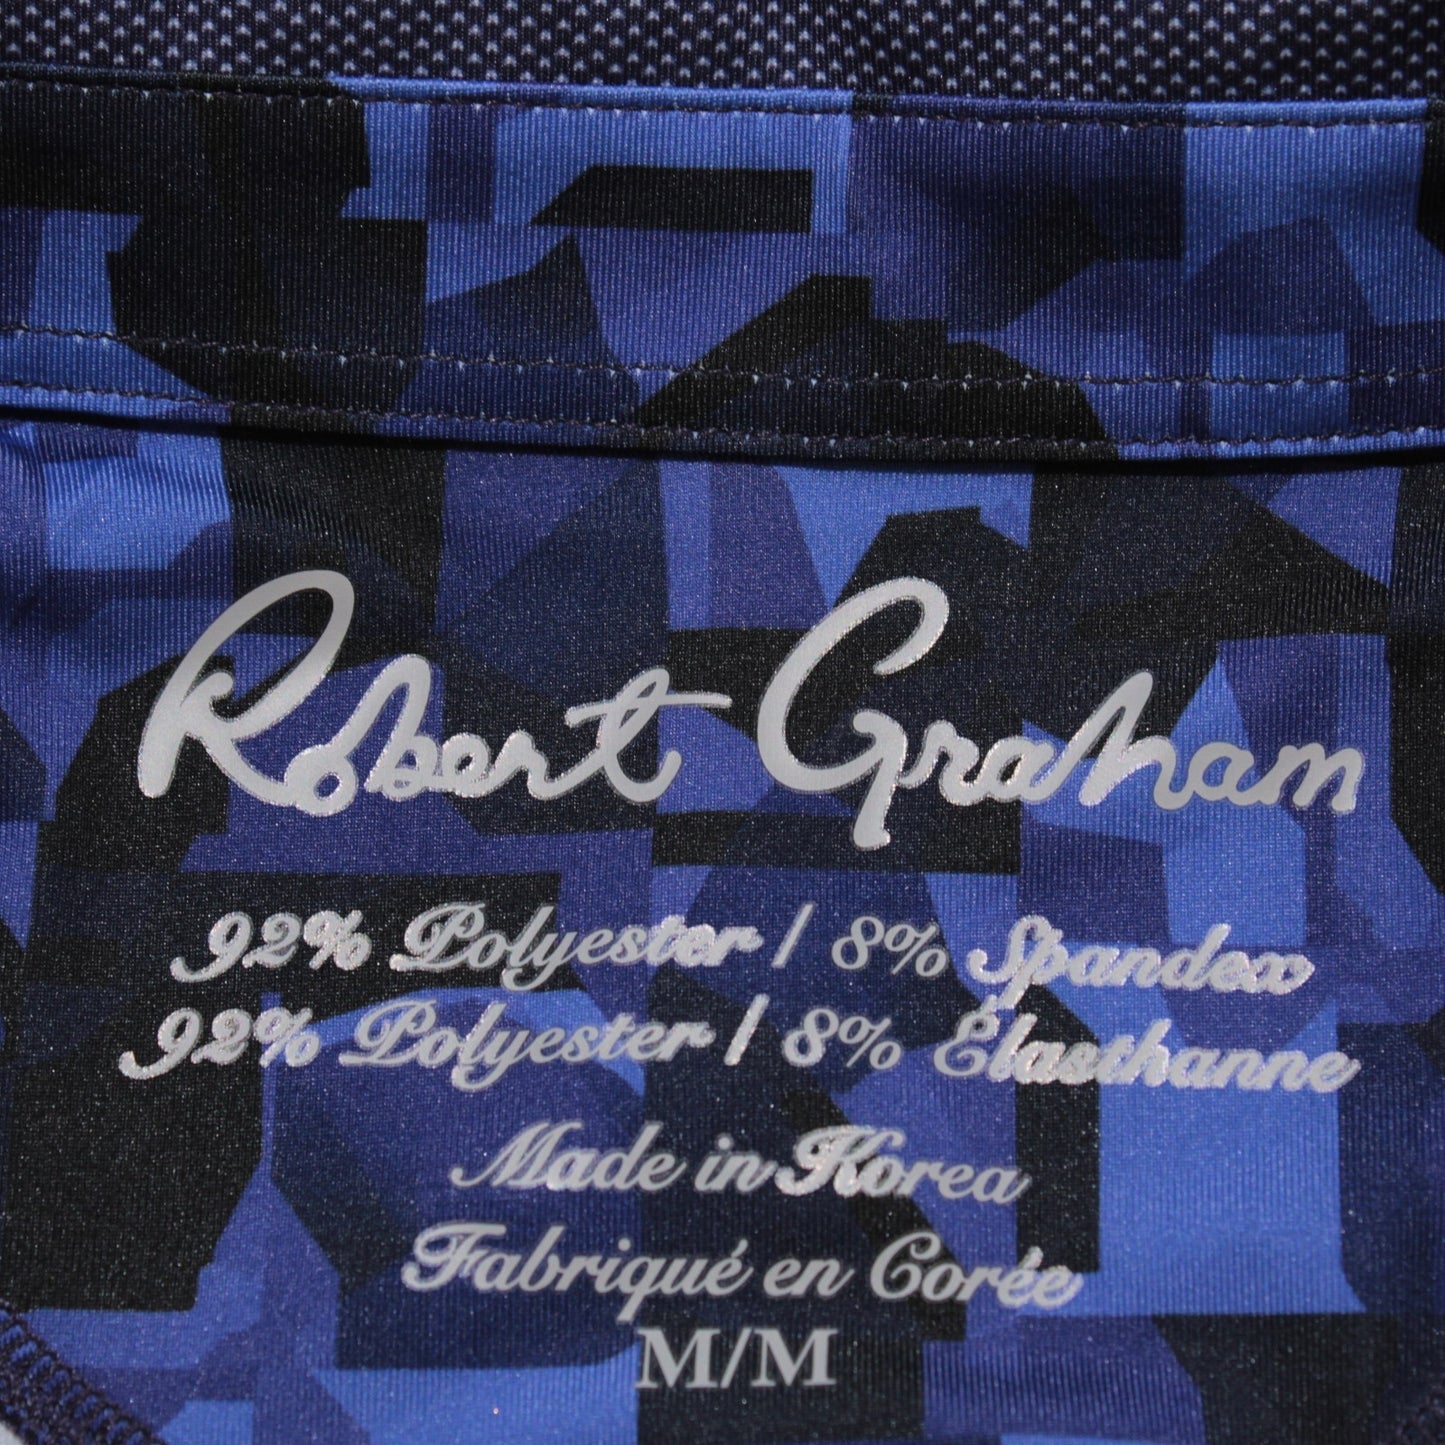 Robert Graham
92% Polyester / 8% Spandex
92% Polyester / 8% Élasthanne
Made in Korea
Fabriqué en Corée
M/M